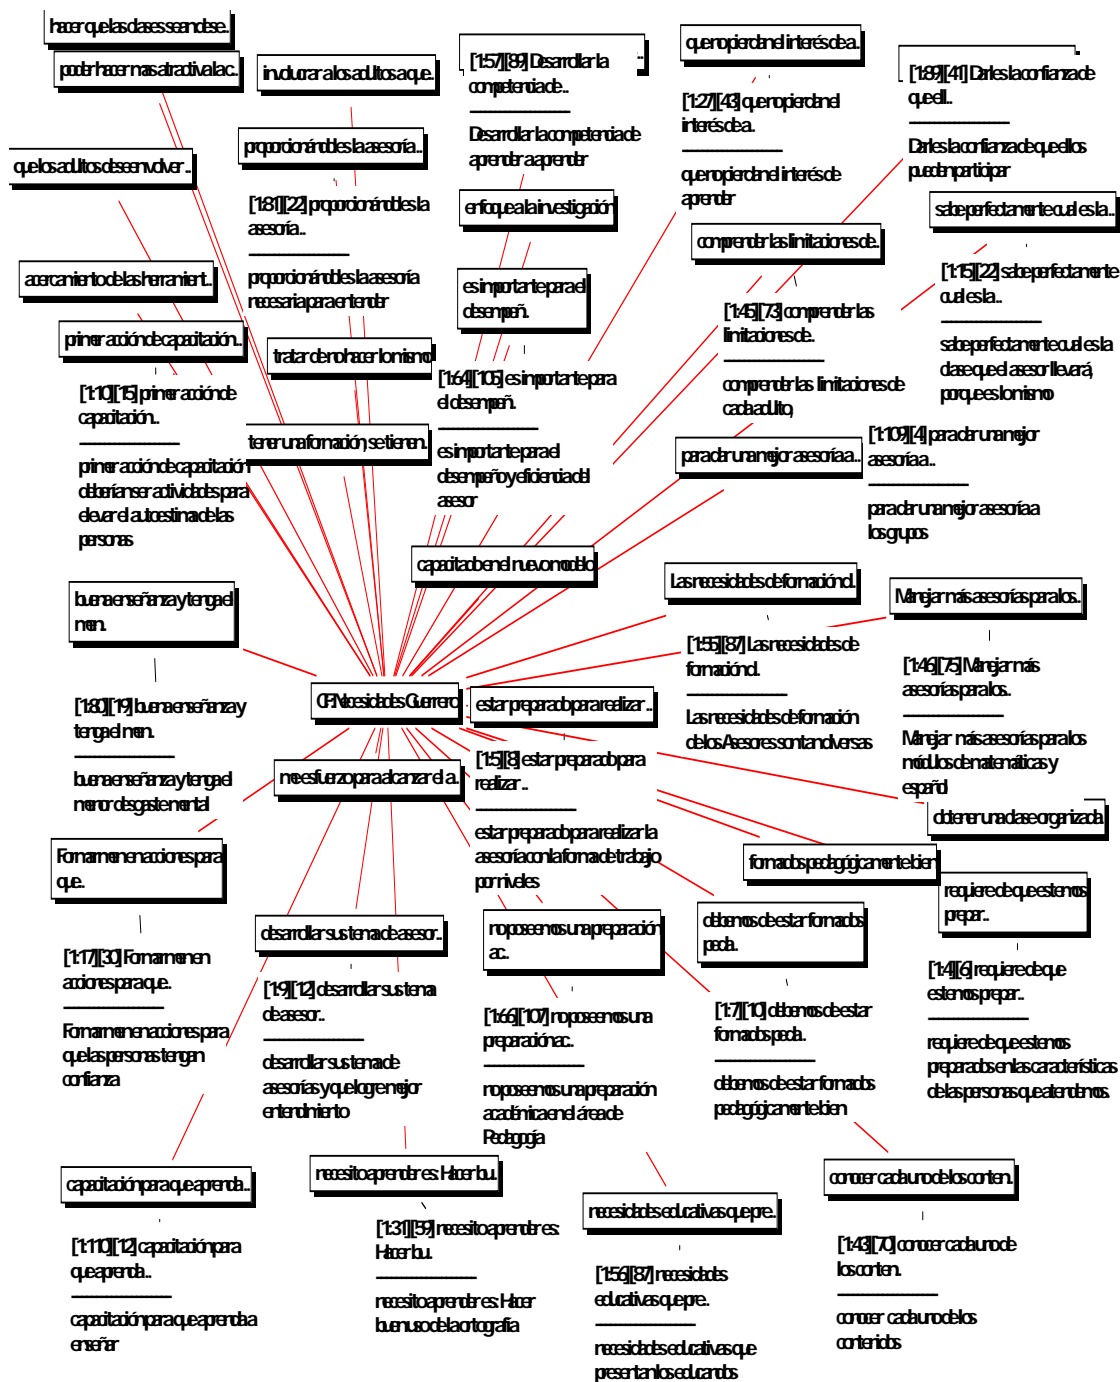 hacer que las clases sean dese..
poder hacer mas atractiva la c..
involucrar a los adultos a que..
[1:57][89] Desarrollar la
competencia de..
--------------------
Desarrollar la competencia de
aprender a aprender
que no pierdan el interés de a..
[1:27][43] que no pierdan el
interés de a..
--------------------
que no pierdan el interés de
aprender
[1:89][41] Darles la confianza de
que ell..
--------------------
Darles la confianza de que ellos
pueden participar
proporcionándoles la asesoría..
[1:81][22] proporcionándoles la
asesoría..
--------------------
proporcionándoles la asesoría
necesaria para entender
que los adultos desenvolver..
enfoque a la investigación
comprender las limitaciones de..
[1:45][73] comprender las
limitaciones de..
--------------------
comprender las limitaciones de
cada adulto,
sabe perfectamente cual es la..
[1:15][22] sabe perfectamente
cual es la..
--------------------
sabe perfectamente cual es la
clase que el asesor llevará,
porque es lo mismo
acercamiento de las herramient..
primer acción de capacitación..
[1:10][15] primer acción de
capacitación..
--------------------
primer acción de capacitación
deberían ser actividades para
elevar el autoestima de las
personas
es importante para el
desempeñ..
[1:64][105] es importante para
el desempeñ..
--------------------
es importante para el
desempeño y eficiencia del
asesor
tratar de no hacer lo mismo
tener una formación, se tienen..
para dar una mejor asesoría a..
[1:109][4] para dar una mejor
asesoría a..
--------------------
para dar una mejor asesoría a
los grupos
capacitado en el nuevo modelo
buena enseñanza y tenga el
men..
[1:80][19] buena enseñanza y
tenga el men..
--------------------
buena enseñanza y tenga el
menor desgaste mental
Las necesidades de formación d..
[1:55][87] Las necesidades de
formación d..
--------------------
Las necesidades de formación
de los Asesores son tan diversas
Manejar más asesorías para los..
[1:46][75] Manejar más
asesorías para los..
--------------------
Manejar más asesorías para los
módulos de matemáticas y
español
CF:Necesidades Guerrero
estar preparado para realizar ..
[1:5][8] estar preparado para
realizar ..
--------------------
estar preparado para realizar la
asesoría con la forma de trabajo
por niveles
me esfuerzo para alcanzar el a..
obtener una clase organizada.
formados pedagógicamente bien
Formarme en acciones para
que..
[1:17][30] Formarme en
acciones para que..
--------------------
Formarme en acciones para
que las personas tengan
confianza
desarrollar su tema de asesor..
[1:9][12] desarrollar su tema
de asesor..
--------------------
desarrollar su tema de
asesorías y que logre mejor
entendimiento
no poseemos una preparación
ac..
[1:66][107] no poseemos una
preparación ac..
--------------------
no poseemos una preparación
académica en el área de
Pedagogía
debemos de estar formados
peda..
[1:7][10] debemos de estar
formados peda..
--------------------
debemos de estar formados
pedagógicamente bien
requiere de que estemos
prepar..
[1:4][6] requiere de que
estemos prepar..
--------------------
requiere de que estemos
preparados en las características
de las personas que atendemos.
capacitación para que aprenda..
[1:110][12] capacitación para
que aprenda..
--------------------
capacitación para que aprenda a
enseñar
necesito aprender es: Hacer bu..
[1:31][59] necesito aprender es:
Hacer bu..
--------------------
necesito aprender es: Hacer
buen uso de la ortografía
necesidades educativas que pre..
[1:56][87] necesidades
educativas que pre..
--------------------
necesidades educativas que
presentan los educandos
conocer cada uno de los conten..
[1:43][70] conocer cada uno de
los conten..
--------------------
conocer cada uno de los
contenidos